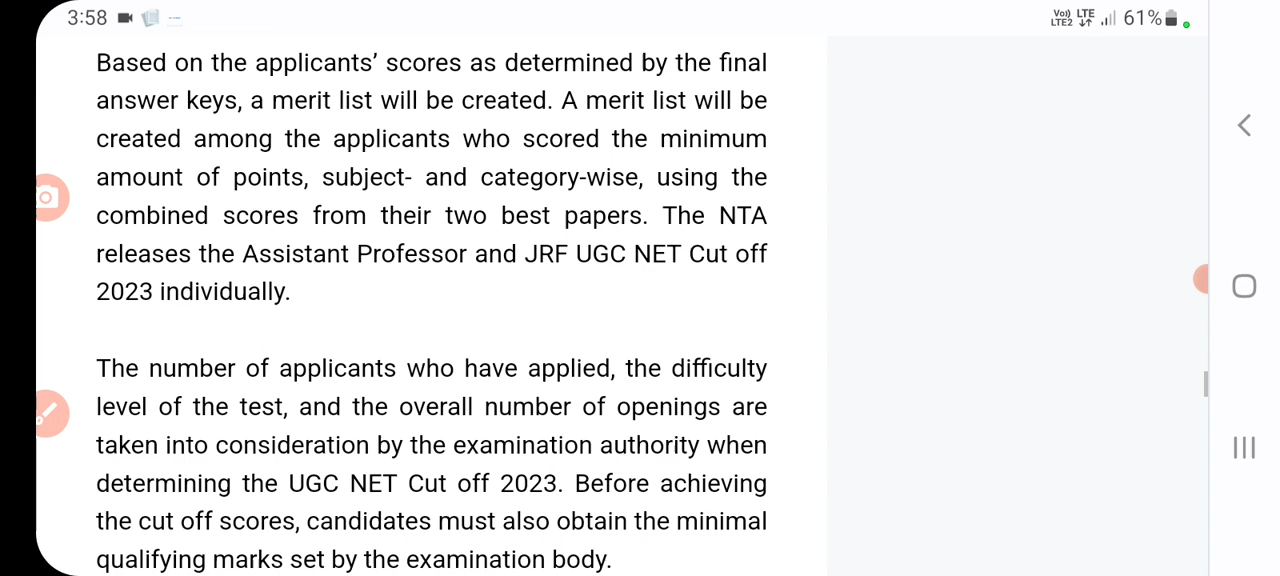 3:58
Vo)) LTE
LTE2
61%
Based on the applicants’ scores as determined by the final
answer keys, a merit list will be created. A merit list will be
created among the applicants who scored the minimum
amount of points, subject- and category-wise, using the
combined scores from their two best papers. The NTA
releases the Assistant Professor and JRF UGC NET Cut off
2023 individually.
The number of applicants who have applied, the difficulty
level of the test, and the overall number of openings are
taken into consideration by the examination authority when
determining the UGC NET Cut off 2023. Before achieving
the cut off scores, candidates must also obtain the minimal
qualifying marks set by the examination body.